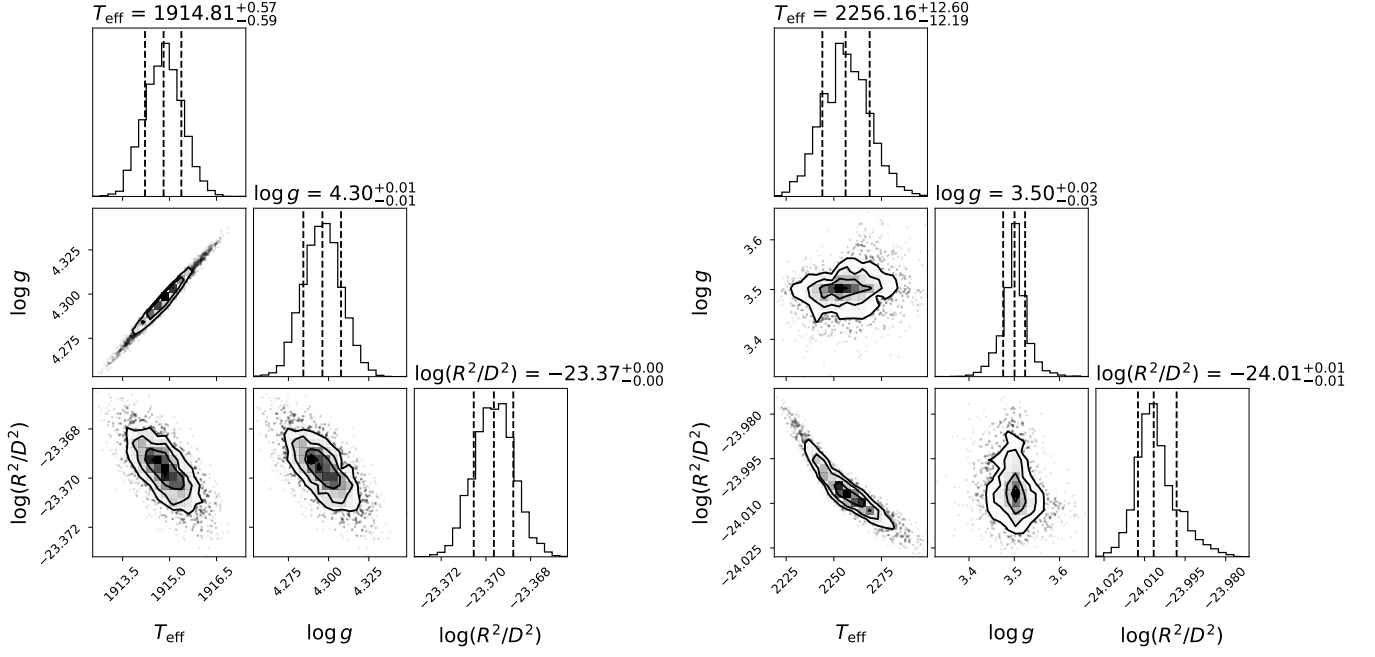 T_eff = 1914.81^{+0.57}_{−0.59}
log g = 4.30^{+0.01}_{−0.01}
log(R²/D²) = −23.37^{+0.00}_{−0.00}
log g
4.325
4.300
4.275
log(R²/D²)
−23.368
−23.370
−23.372
1913.5 1915.0 1916.5
4.275 4.300 4.325
−23.372 −23.370 −23.368
T_eff log g log(R²/D²)
T_eff = 2256.16^{+12.60}_{−12.19}
log g = 3.50^{+0.02}_{−0.03}
log(R²/D²) = −24.01^{+0.01}_{−0.01}
log g
3.6
3.5
3.4
log(R²/D²)
−23.980
−23.995
−24.010
−24.025
2225 2250 2275
3.4 3.5 3.6
−24.025 −24.010 −23.995 −23.980
T_eff log g log(R²/D²)